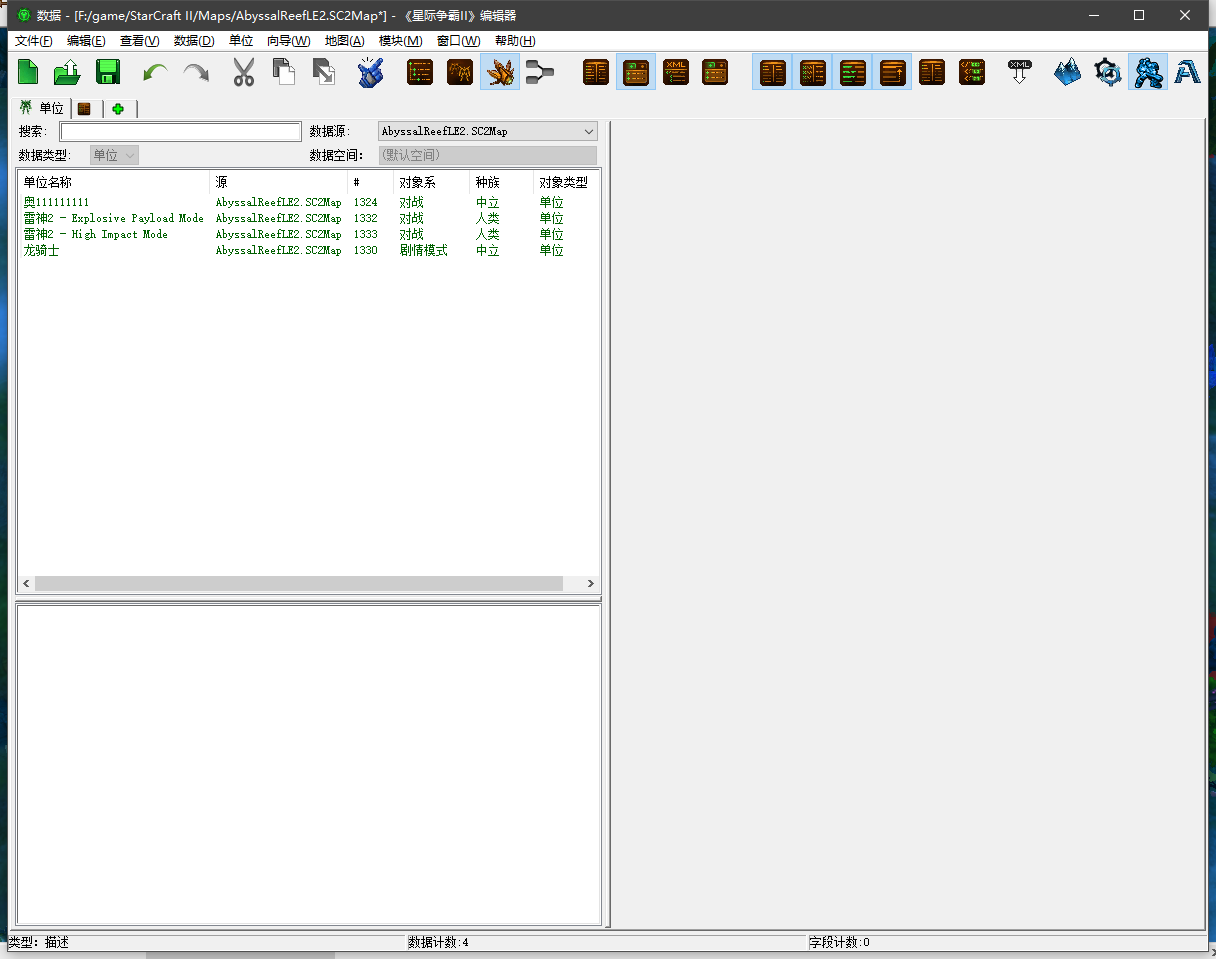 数据 - [F:/game/StarCraft II/Maps/AbyssalReefLE2.SC2Map*] - 《星际争霸II》编辑器
文件(F) 编辑(E) 查看(V) 数据(D) 单位 向导(W) 地图(A) 模块(M) 窗口(W) 帮助(H)
XML XML
单位
搜索: 数据源: AbyssalReefLE2.SC2Map
数据类型: 单位 数据空间: (默认空间)
单位名称 源 # 对象系 种族 对象类型
奥111111111 AbyssalReefLE2.SC2Map 1324 对战 中立 单位
雷神2 - Explosive Payload Mode AbyssalReefLE2.SC2Map 1332 对战 人类 单位
雷神2 - High Impact Mode AbyssalReefLE2.SC2Map 1333 对战 人类 单位
龙骑士 AbyssalReefLE2.SC2Map 1330 剧情模式 中立 单位
类型: 描述 数据计数:4 字段计数:0